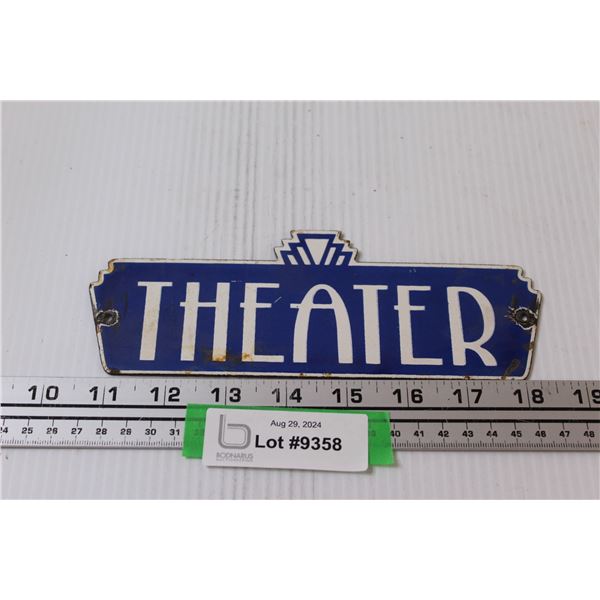 THEATER
10 11 12 13 14 15 16 17 18 19
24 25 26 27 28 29 30 31 40 41 42 43 44 45 46 47 48
Aug 29, 2024
Lot #9358
BODNARUS
AUCTIONEERING